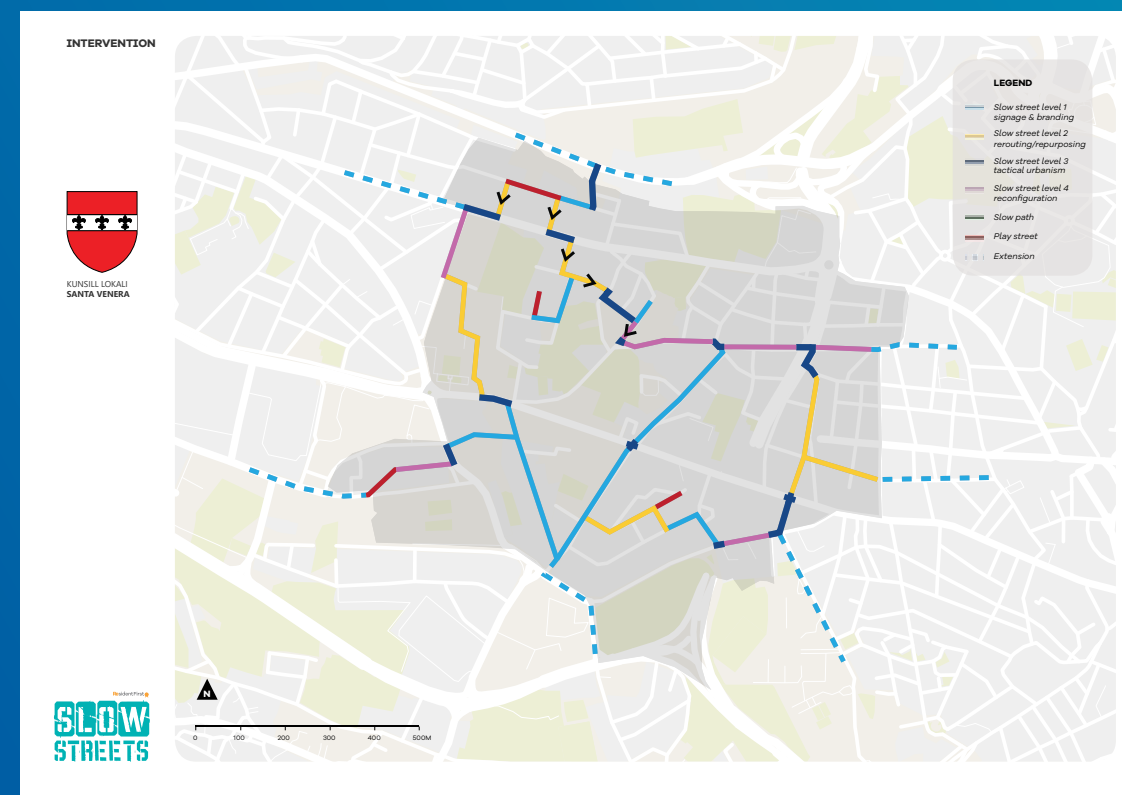 INTERVENTION
LEGEND
Slow street level 1
signage & branding
Slow street level 2
rerouting/repurposing
Slow street level 3
tactical urbanism
Slow street level 4
reconfiguration
Slow path
Play street
Extension
KUNSILL LOKALI
SANTA VENERA
ResidentFirst
SLOW
STREETS
N
0 100 200 300 400 500M